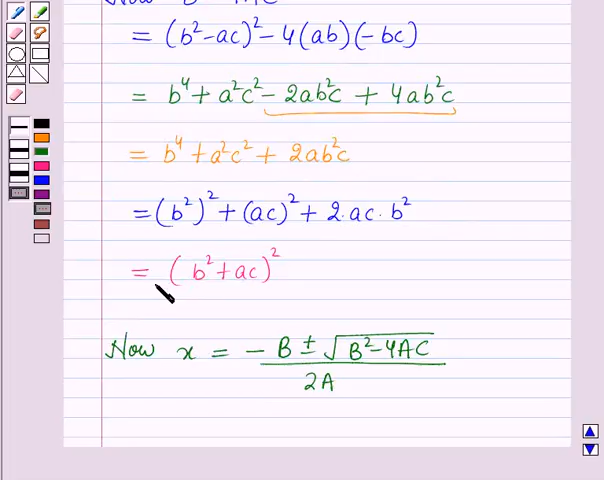 = (b²-ac)² - 4(ab)(-bc)
= b⁴ + a²c² - 2ab²c + 4ab²c
= b⁴ + a²c² + 2ab²c
= (b²)² + (ac)² + 2·ac·b²
= (b² + ac)²
Now x = -B ± √B²-4AC
2A